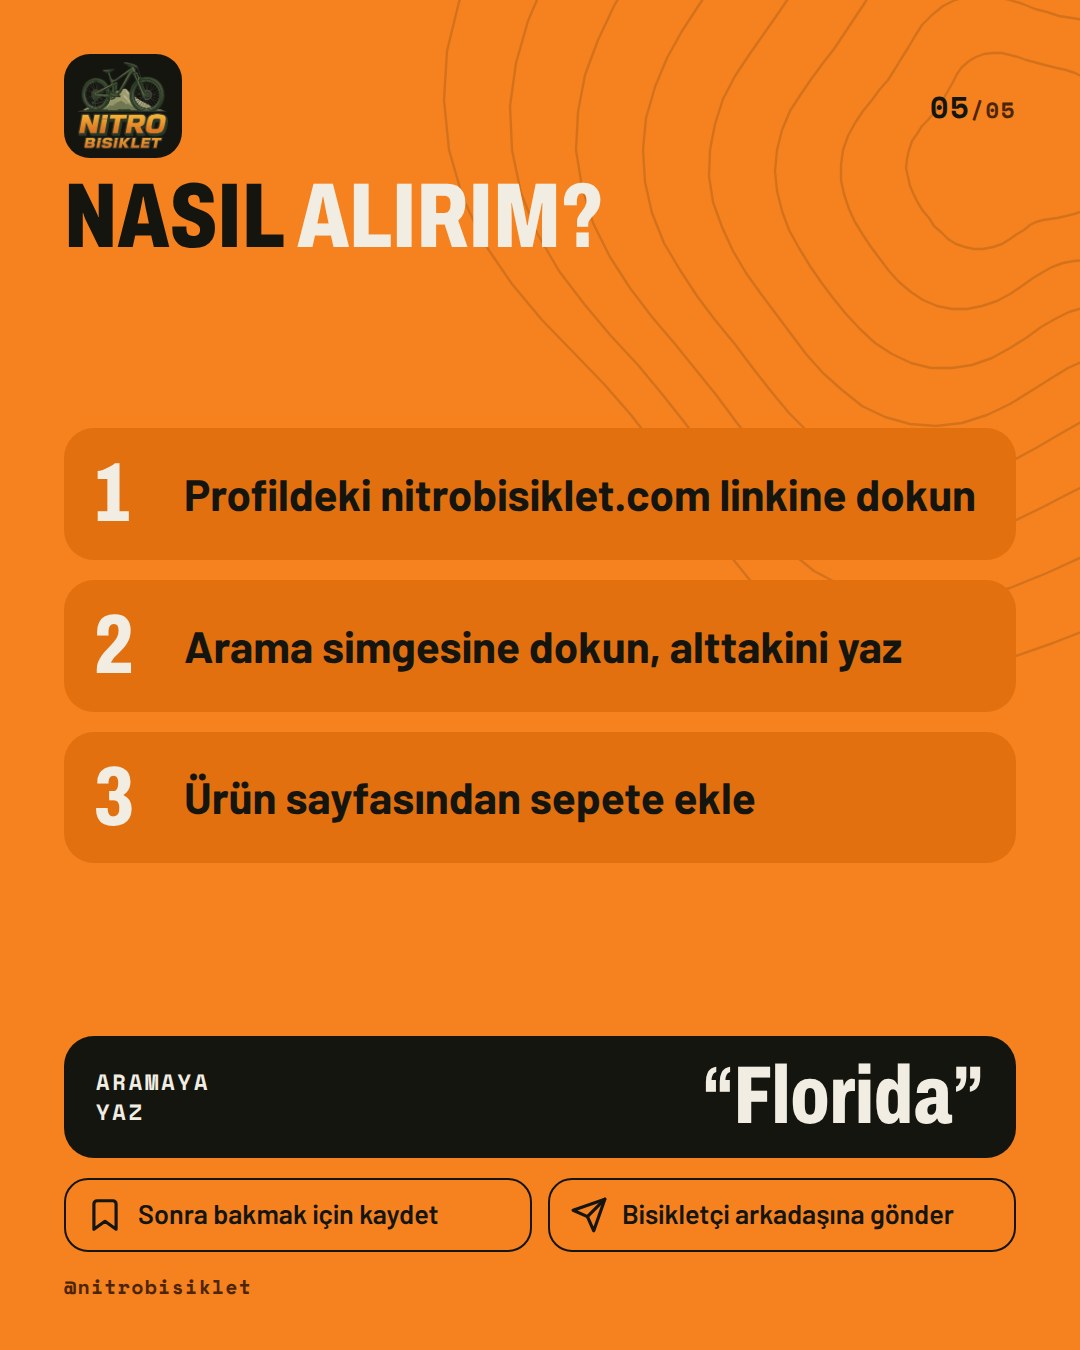 NITRO
BISIKLET
05/05
NASIL ALIRIM?
1 Profildeki nitrobisiklet.com linkine dokun
2 Arama simgesine dokun, alttakini yaz
3 Ürün sayfasından sepete ekle
ARAMAYA
YAZ
“Florida”
Sonra bakmak için kaydet
Bisikletçi arkadaşına gönder
@nitrobisiklet